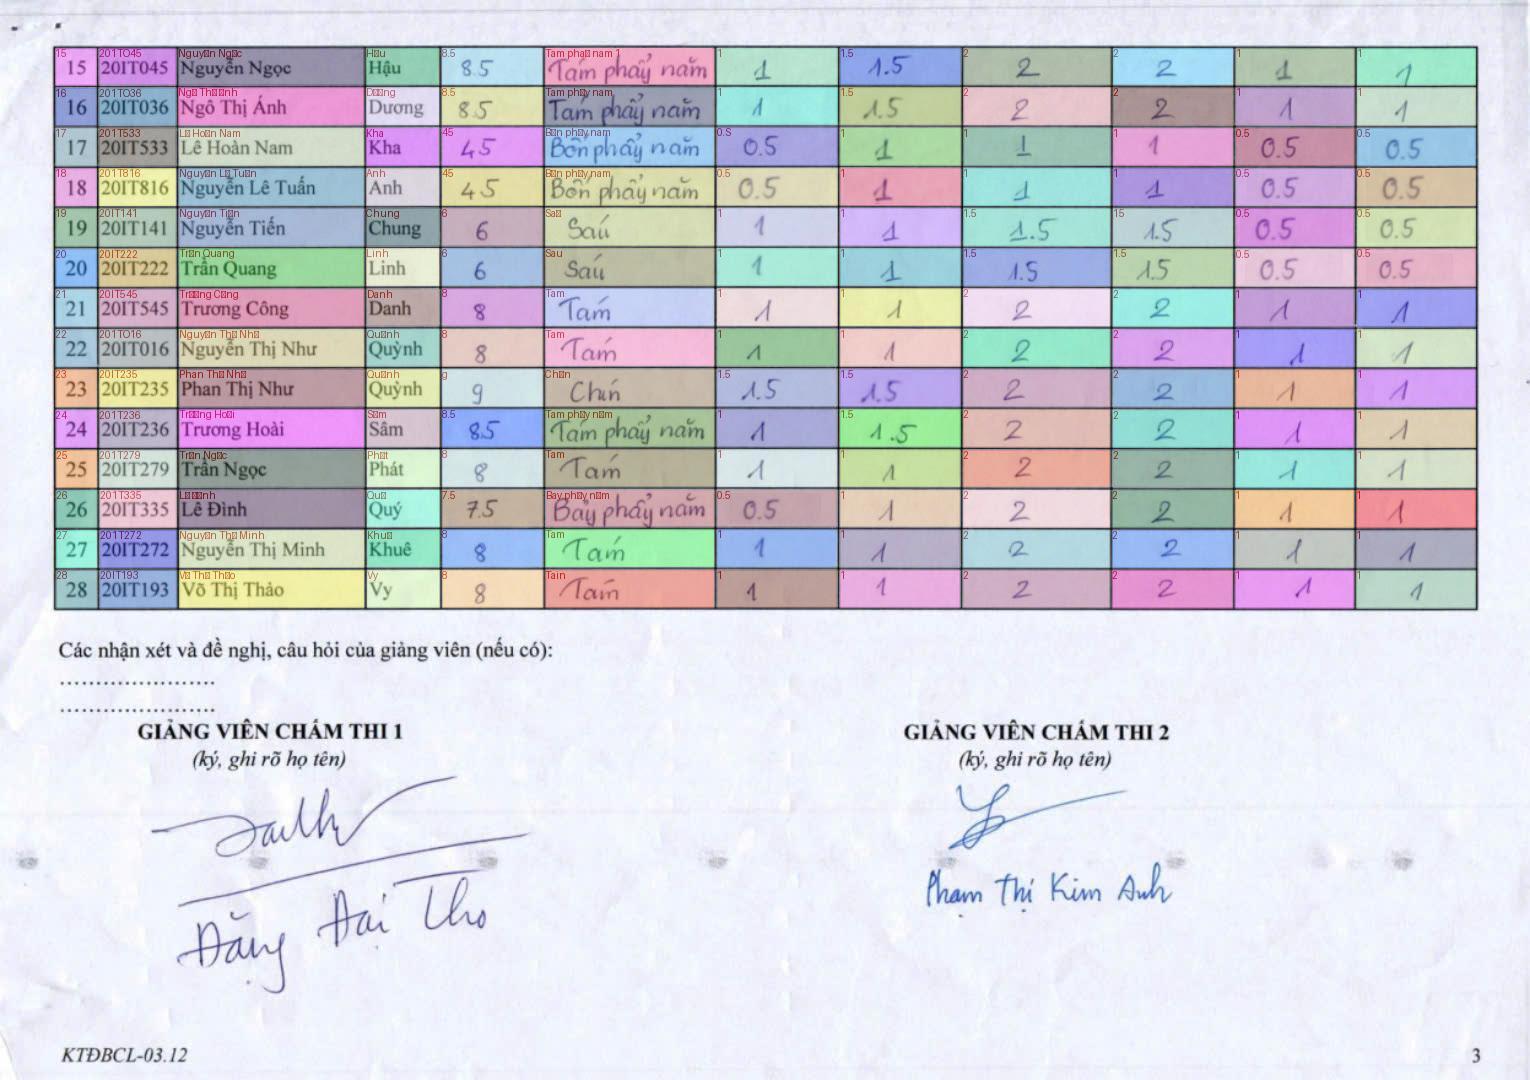 15 20IT045 Nguyễn Ngọc Hậu 8.5 Tám phẩy năm 1 1.5 2 2 1 1
16 20IT036 Ngô Thị Ánh Dương 8.5 Tám phẩy năm 1 1.5 2 2 1 1
17 20IT533 Lê Hoàn Nam Kha 4.5 Bốn phẩy năm 0.5 1 1 1 0.5 0.5
18 20IT816 Nguyễn Lê Tuấn Anh 4.5 Bốn phẩy năm 0.5 1 1 1 0.5 0.5
19 20IT141 Nguyễn Tiến Chung 6 Sáu 1 1 1.5 1.5 0.5 0.5
20 20IT222 Trần Quang Linh 6 Sáu 1 1 1.5 1.5 0.5 0.5
21 20IT545 Trương Công Danh 8 Tám 1 1 2 2 1 1
22 20IT016 Nguyễn Thị Như Quỳnh 8 Tám 1 1 2 2 1 1
23 20IT235 Phan Thị Như Quỳnh 9 Chín 1.5 1.5 2 2 1 1
24 20IT236 Trương Hoài Sâm 8.5 Tám phẩy năm 1 1.5 2 2 1 1
25 20IT279 Trần Ngọc Phát 8 Tám 1 1 2 2 1 1
26 20IT335 Lê Đình Quý 7.5 Bảy phẩy năm 0.5 1 2 2 1 1
27 20IT272 Nguyễn Thị Minh Khuê 8 Tám 1 1 2 2 1 1
28 20IT193 Võ Thị Thảo Vy 8 Tám 1 1 2 2 1 1
Các nhận xét và đề nghị, câu hỏi của giảng viên (nếu có):
......................
......................
GIẢNG VIÊN CHẤM THI 1 GIẢNG VIÊN CHẤM THI 2
(ký, ghi rõ họ tên) (ký, ghi rõ họ tên)
Đặng Đại Thọ Phạm Thị Kim Anh
KTĐBCL-03.12 3